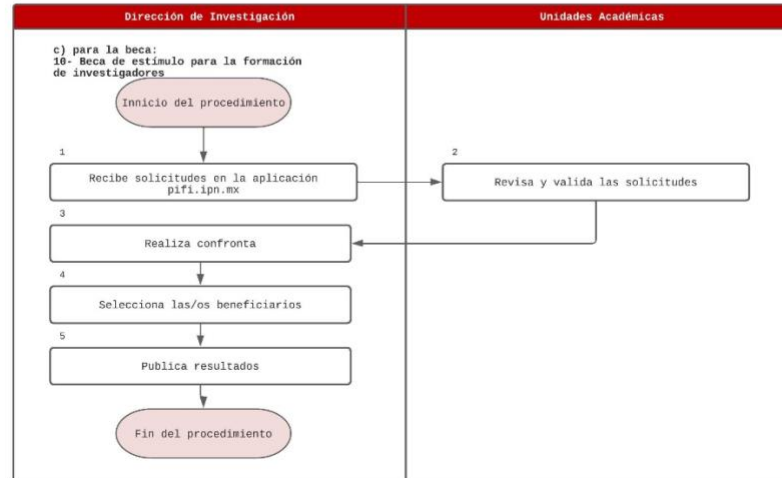 Dirección de Investigación
Unidades Académicas
c) para la beca:
10- Beca de estímulo para la formación
de investigadores
Innicio del procedimiento
1
Recibe solicitudes en la aplicación
pifi.ipn.mx
2
Revisa y valida las solicitudes
3
Realiza confronta
4
Selecciona las/os beneficiarios
5
Publica resultados
Fin del procedimiento